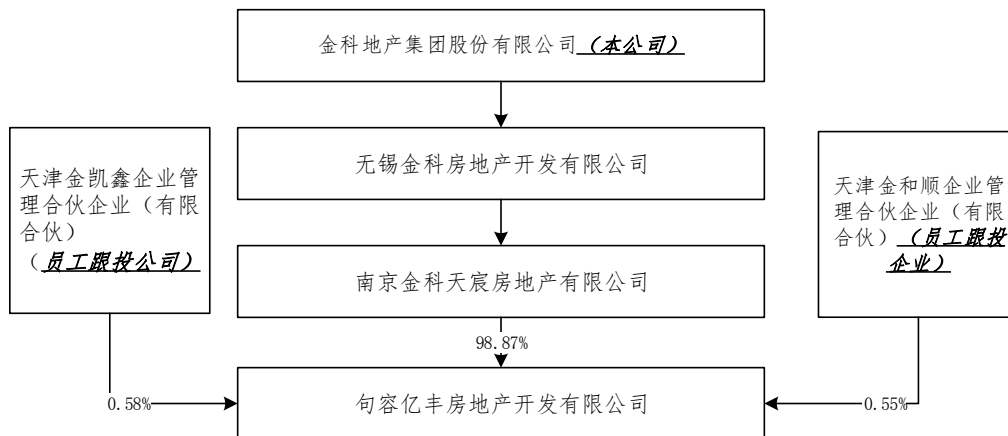 金科地产集团股份有限公司（本公司）
无锡金科房地产开发有限公司
天津金凯鑫企业管
理合伙企业（有限
合伙）
（员工跟投公司）
天津金和顺企业管
理合伙企业（有限
合伙）（员工跟投
企业）
南京金科天宸房地产有限公司
98.87%
0.58%
句容亿丰房地产开发有限公司
0.55%